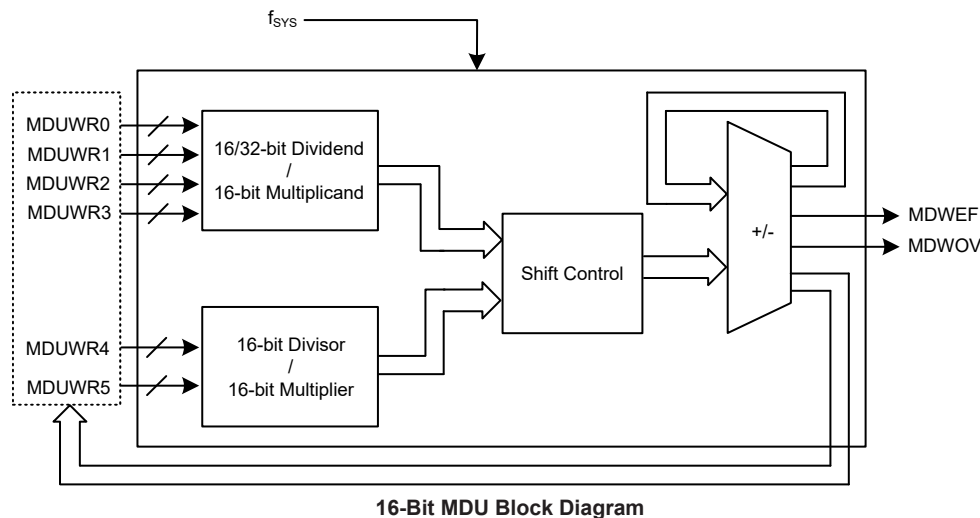 fSYS
MDUWR0
MDUWR1
MDUWR2
MDUWR3
MDUWR4
MDUWR5
16/32-bit Dividend
/
16-bit Multiplicand
16-bit Divisor
/
16-bit Multiplier
Shift Control
+/-
MDWEF
MDWOV
16-Bit MDU Block Diagram